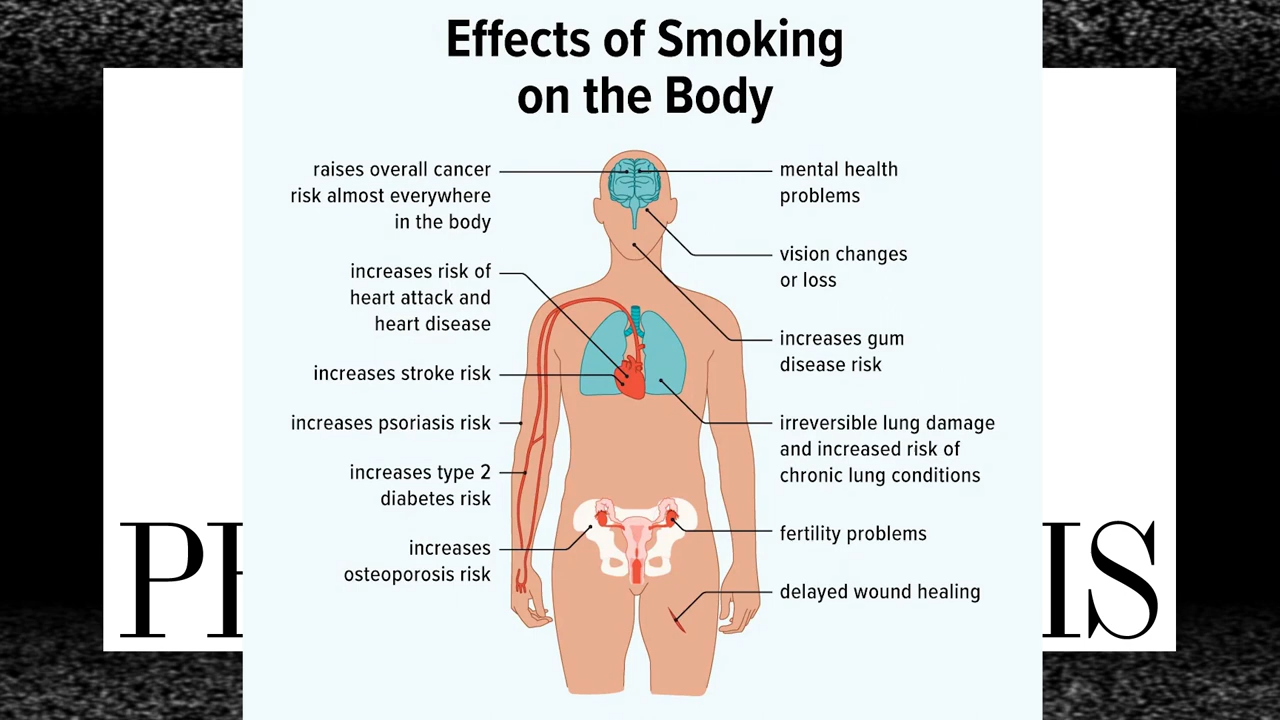 Effects of Smoking
on the Body
raises overall cancer
risk almost everywhere
in the body
increases risk of
heart attack and
heart disease
increases stroke risk
increases psoriasis risk
increases type 2
diabetes risk
increases
osteoporosis risk
mental health
problems
vision changes
or loss
increases gum
disease risk
irreversible lung damage
and increased risk of
chronic lung conditions
fertility problems
delayed wound healing